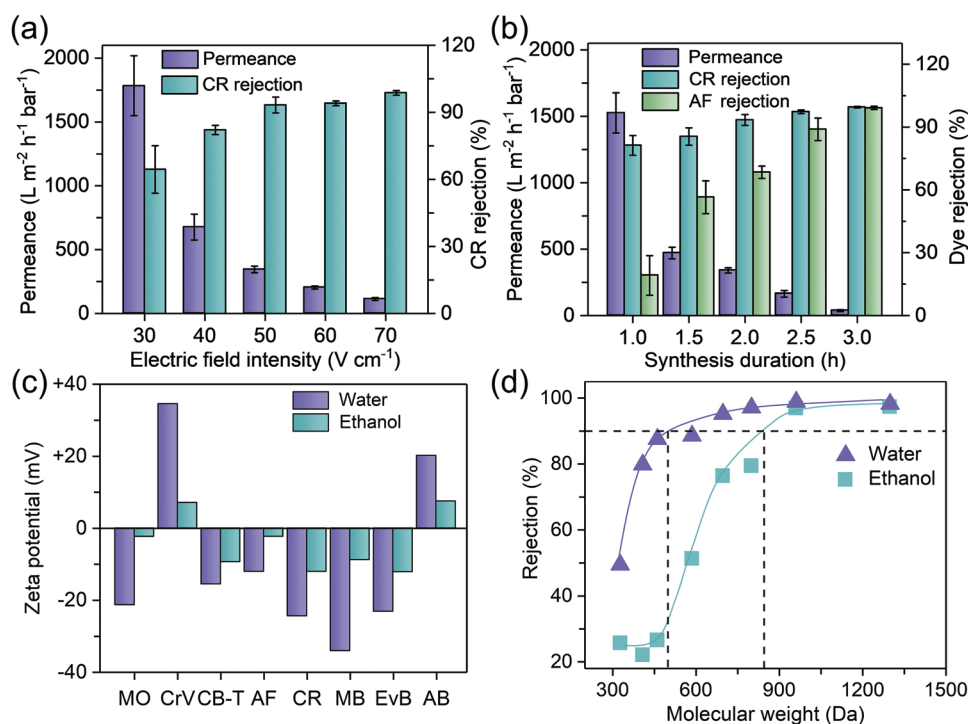 (a)
Permeance
CR rejection
2000
1500
1000
500
0
Permeance (L m⁻² h⁻¹ bar⁻¹)
120
90
60
30
0
CR rejection (%)
30 40 50 60 70
Electric field intensity (V cm⁻¹)
(b)
Permeance
CR rejection
AF rejection
2000
1500
1000
500
0
Permeance (L m⁻² h⁻¹ bar⁻¹)
120
90
60
30
0
Dye rejection (%)
1.0 1.5 2.0 2.5 3.0
Synthesis duration (h)
(c)
Water
Ethanol
+40
+20
0
-20
-40
Zeta potential (mV)
MO CrV CB-T AF CR MB EvB AB
(d)
Water
Ethanol
100
80
60
40
20
Rejection (%)
300 600 900 1200 1500
Molecular weight (Da)